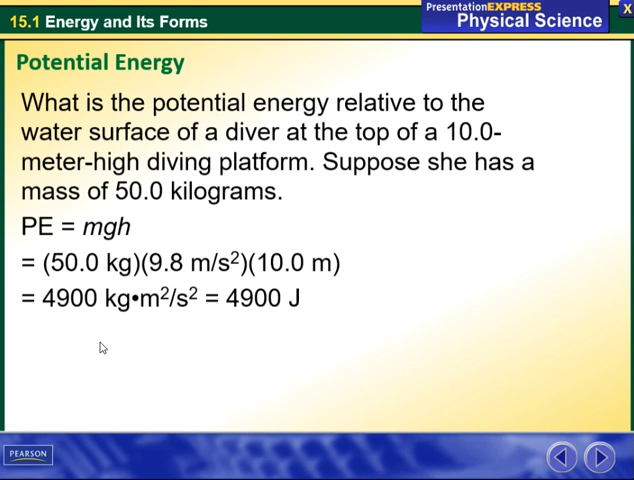 PresentationEXPRESS
X
15.1 Energy and Its Forms
Physical Science
Potential Energy
What is the potential energy relative to the
water surface of a diver at the top of a 10.0-
meter-high diving platform. Suppose she has a
mass of 50.0 kilograms.
PE = mgh
= (50.0 kg)(9.8 m/s²)(10.0 m)
= 4900 kg•m²/s² = 4900 J
PEARSON